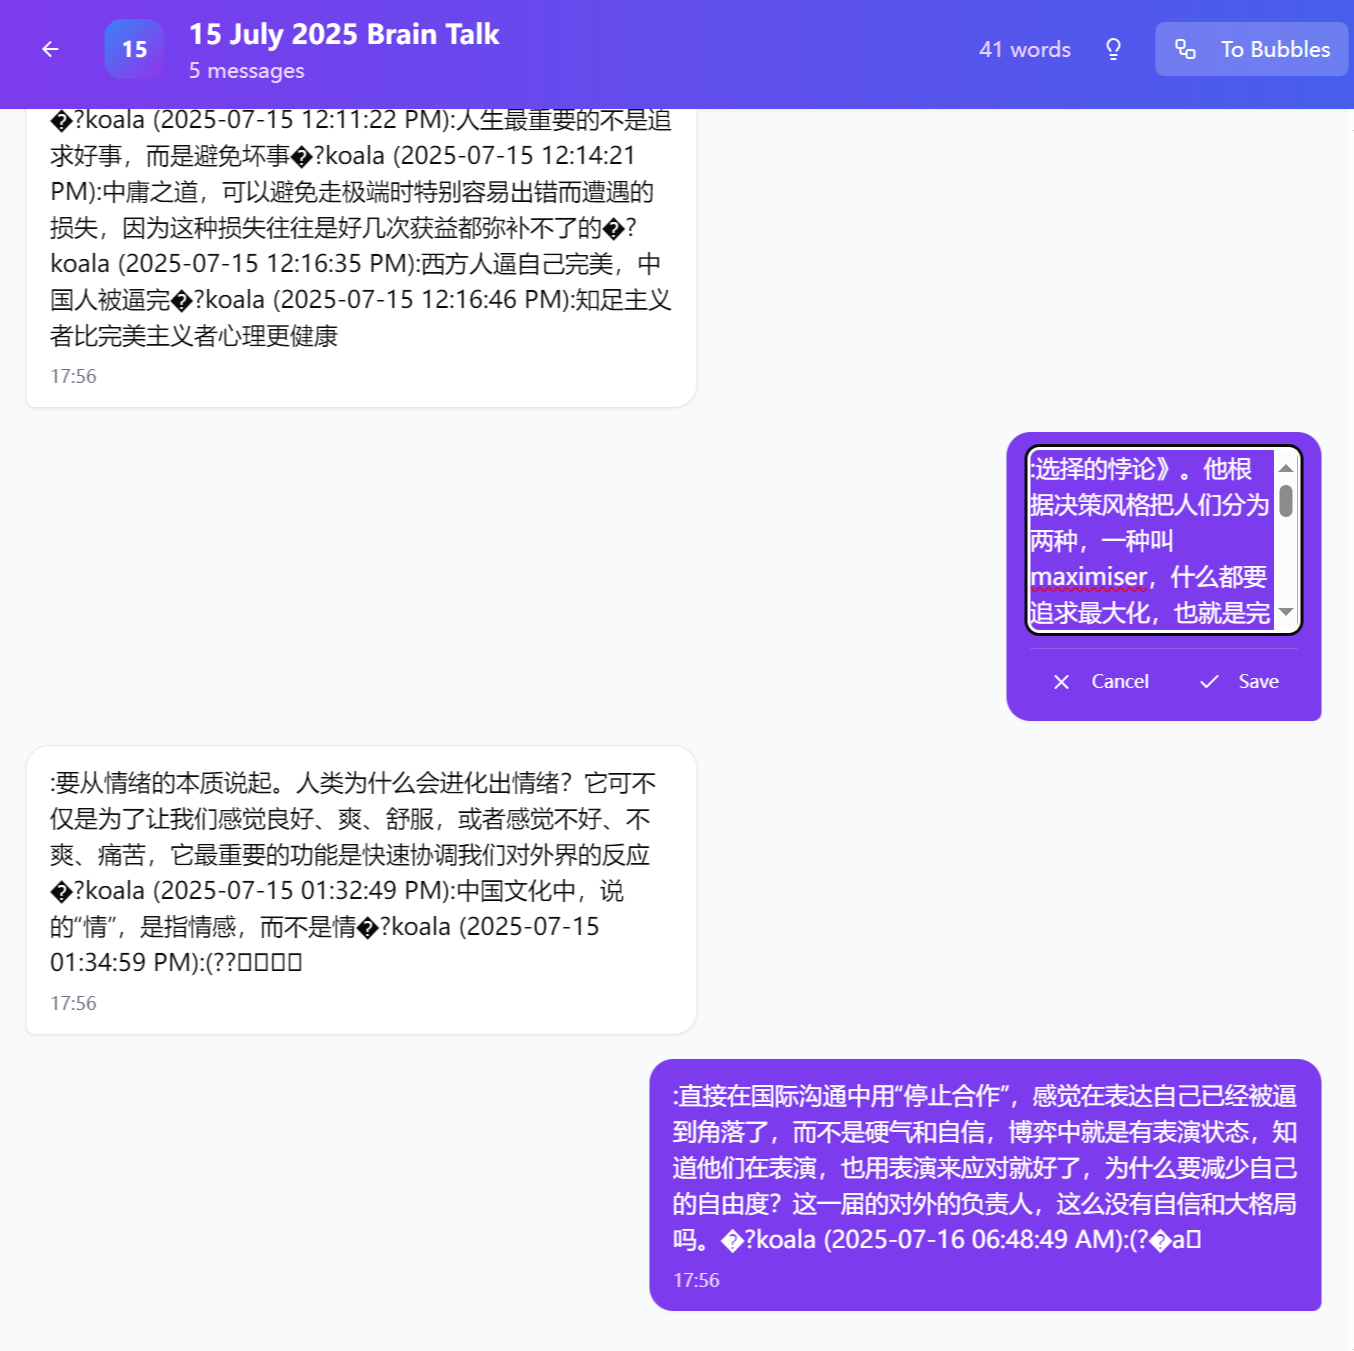 15
15 July 2025 Brain Talk
5 messages
41 words
To Bubbles
�?koala (2025-07-15 12:11:22 PM):人生最重要的不是追
求好事，而是避免坏事�?koala (2025-07-15 12:14:21
PM):中庸之道，可以避免走极端时特别容易出错而遭遇的
损失，因为这种损失往往是好几次获益都弥补不了的�?
koala (2025-07-15 12:16:35 PM):西方人逼自己完美，中
国人被逼完�?koala (2025-07-15 12:16:46 PM):知足主义
者比完美主义者心理更健康
17:56
:选择的悖论》。他根
据决策风格把人们分为
两种，一种叫
maximiser，什么都要
追求最大化，也就是完
Cancel
Save
:要从情绪的本质说起。人类为什么会进化出情绪？它可不
仅是为了让我们感觉良好、爽、舒服，或者感觉不好、不
爽、痛苦，它最重要的功能是快速协调我们对外界的反应
�?koala (2025-07-15 01:32:49 PM):中国文化中，说
的“情”，是指情感，而不是情�?koala (2025-07-15
01:34:59 PM):(??▯▯▯▯
17:56
:直接在国际沟通中用“停止合作”，感觉在表达自己已经被逼
到角落了，而不是硬气和自信，博弈中就是有表演状态，知
道他们在表演，也用表演来应对就好了，为什么要减少自己
的自由度？这一届的对外的负责人，这么没有自信和大格局
吗。�?koala (2025-07-16 06:48:49 AM):(?�a▯
17:56